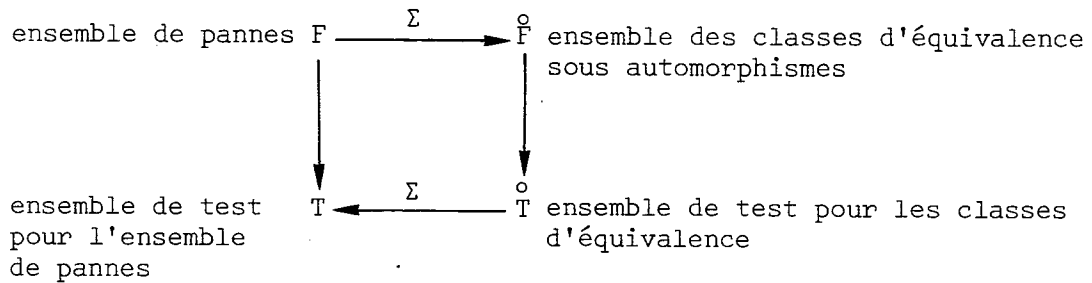 Σ
ensemble de pannes F F̊ ensemble des classes d'équivalence
sous automorphismes
Σ
ensemble de test T T̊ ensemble de test pour les classes
pour l'ensemble d'équivalence
de pannes